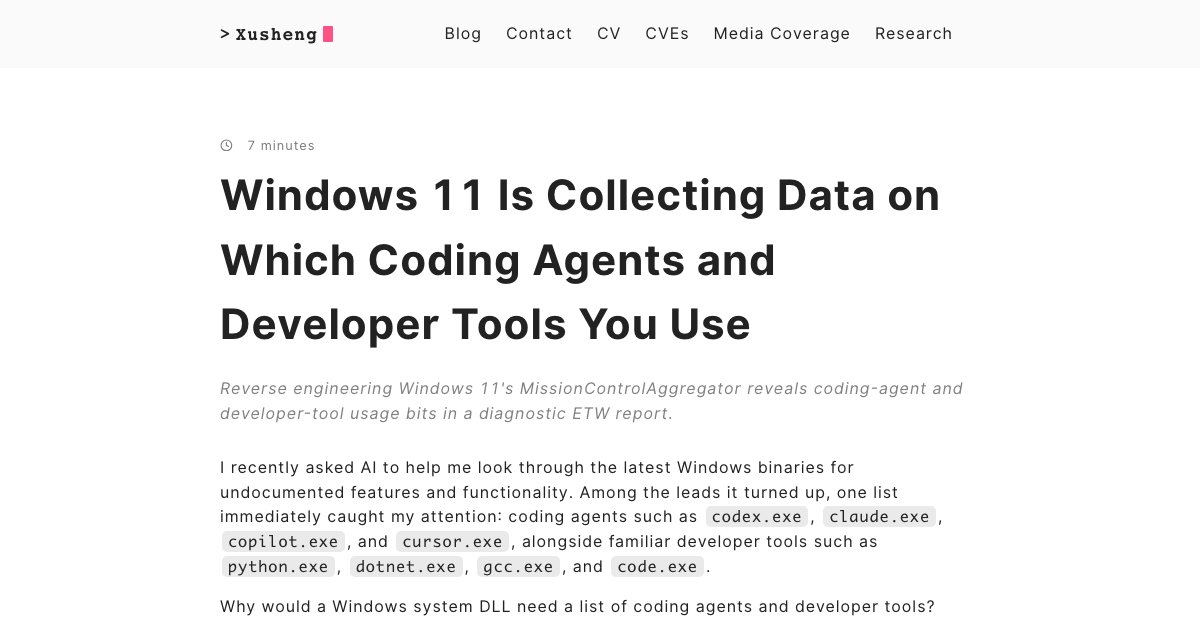 > Xusheng
Blog Contact CV CVEs Media Coverage Research
7 minutes
Windows 11 Is Collecting Data on
Which Coding Agents and
Developer Tools You Use
Reverse engineering Windows 11's MissionControlAggregator reveals coding-agent and
developer-tool usage bits in a diagnostic ETW report.
I recently asked AI to help me look through the latest Windows binaries for
undocumented features and functionality. Among the leads it turned up, one list
immediately caught my attention: coding agents such as codex.exe, claude.exe,
copilot.exe, and cursor.exe, alongside familiar developer tools such as
python.exe, dotnet.exe, gcc.exe, and code.exe.
Why would a Windows system DLL need a list of coding agents and developer tools?